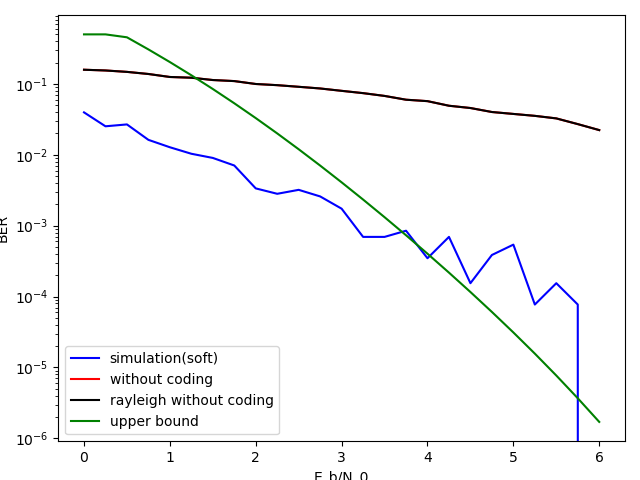 BER
10⁻¹
10⁻²
10⁻³
10⁻⁴
10⁻⁵
10⁻⁶
simulation(soft)
without coding
rayleigh without coding
upper bound
0 1 2 3 4 5 6
E_b/N_0